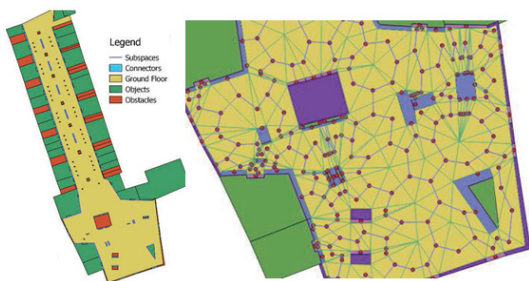 Legend
Subspaces
Connectors
Ground Floor
Objects
Obstacles